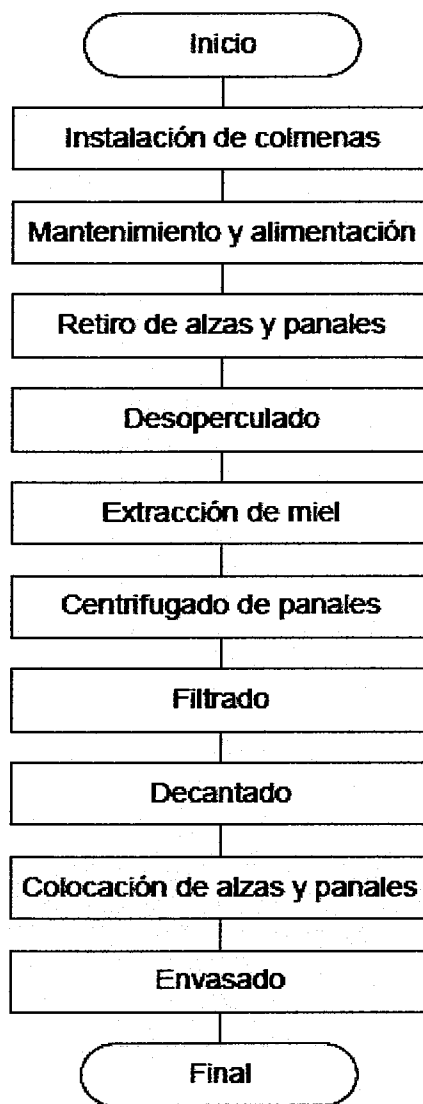 Inicio
Instalación de colmenas
Mantenimiento y alimentación
Retiro de alzas y panales
Desoperculado
Extracción de miel
Centrifugado de panales
Filtrado
Decantado
Colocación de alzas y panales
Envasado
Final